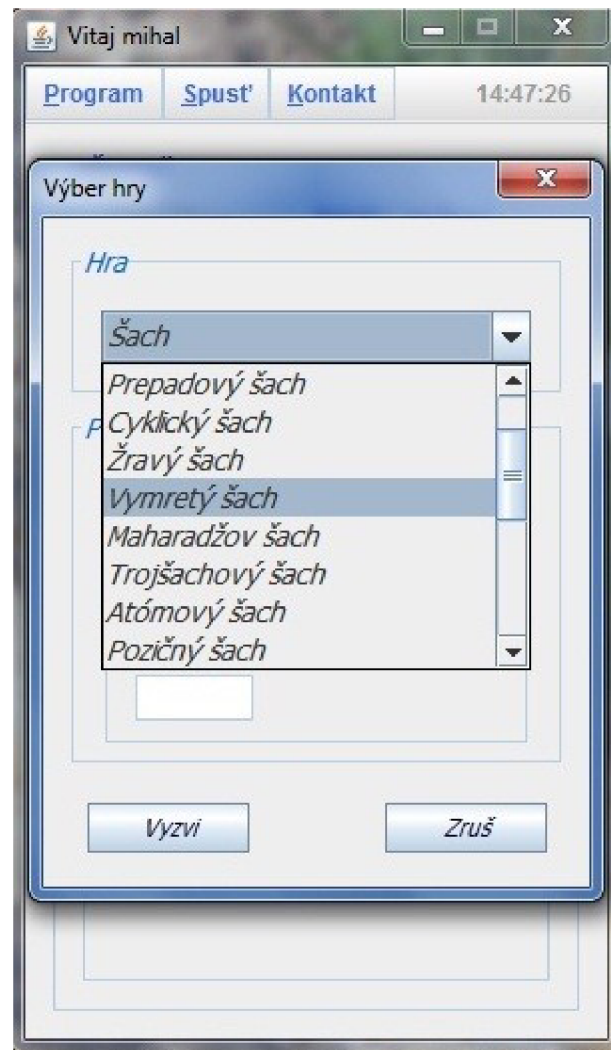 Vitaj mihal
Program Spusť Kontakt 14:47:26
Výber hry
Hra
Šach
Prepadový šach
Cyklický šach
Žravý šach
Vymretý šach
Maharadžov šach
Trojšachový šach
Atómový šach
Pozičný šach
P
Vyzvi Zruš